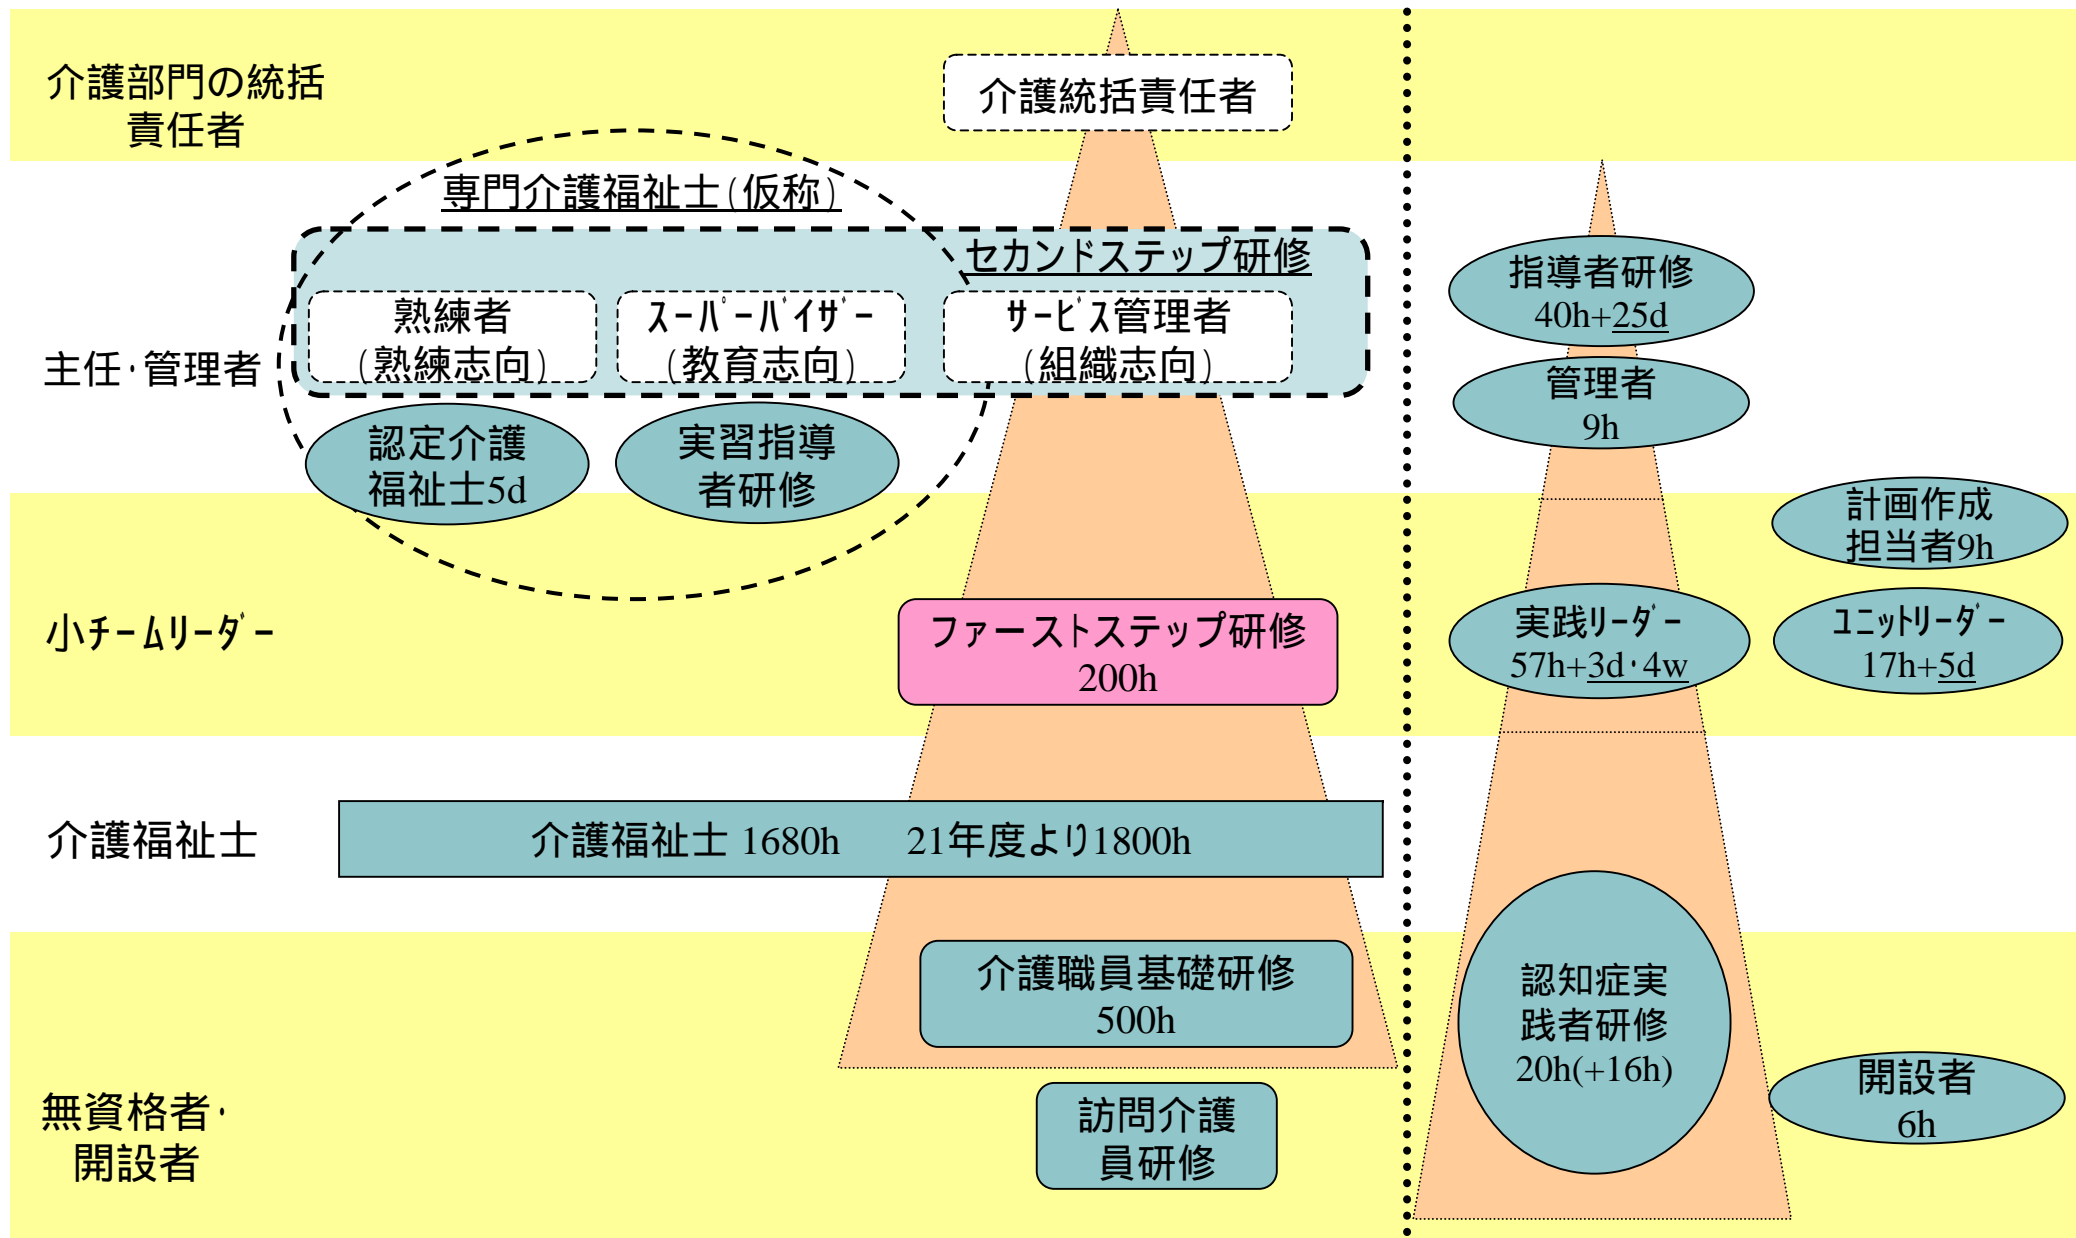 介護部門の統括
責任者
介護統括責任者
専門介護福祉士(仮称)
セカンドステップ研修
熟練者
(熟練志向)
ｽｰﾊﾟｰﾊﾞｲｻﾞｰ
(教育志向)
ｻｰﾋﾞｽ管理者
(組織志向)
主任・管理者
認定介護
福祉士5d
実習指導
者研修
指導者研修
40h+25d
管理者
9h
計画作成
担当者9h
小ﾁｰﾑﾘｰﾀﾞｰ
ファーストステップ研修
200h
実践ﾘｰﾀﾞｰ
57h+3d・4w
ﾕﾆｯﾄﾘｰﾀﾞｰ
17h+5d
介護福祉士
介護福祉士 1680h　　21年度より1800h
介護職員基礎研修
500h
認知症実
践者研修
20h(+16h)
無資格者・
開設者
訪問介護
員研修
開設者
6h